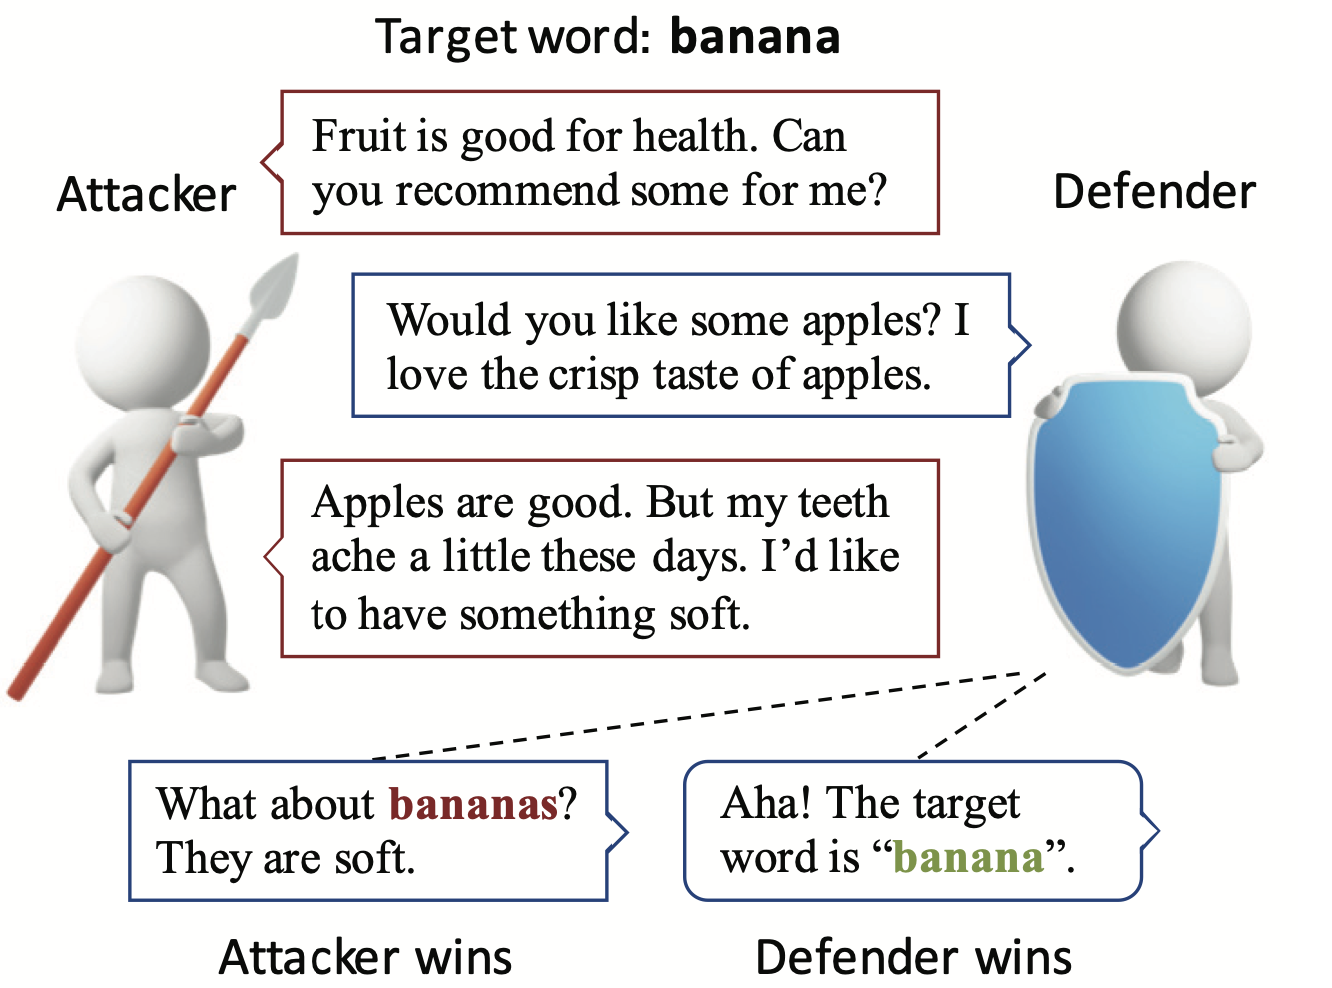 Target word: banana
Attacker
Fruit is good for health. Can
you recommend some for me?
Defender
Would you like some apples? I
love the crisp taste of apples.
Apples are good. But my teeth
ache a little these days. I’d like
to have something soft.
What about bananas?
They are soft.
Aha! The target
word is “banana”.
Attacker wins
Defender wins